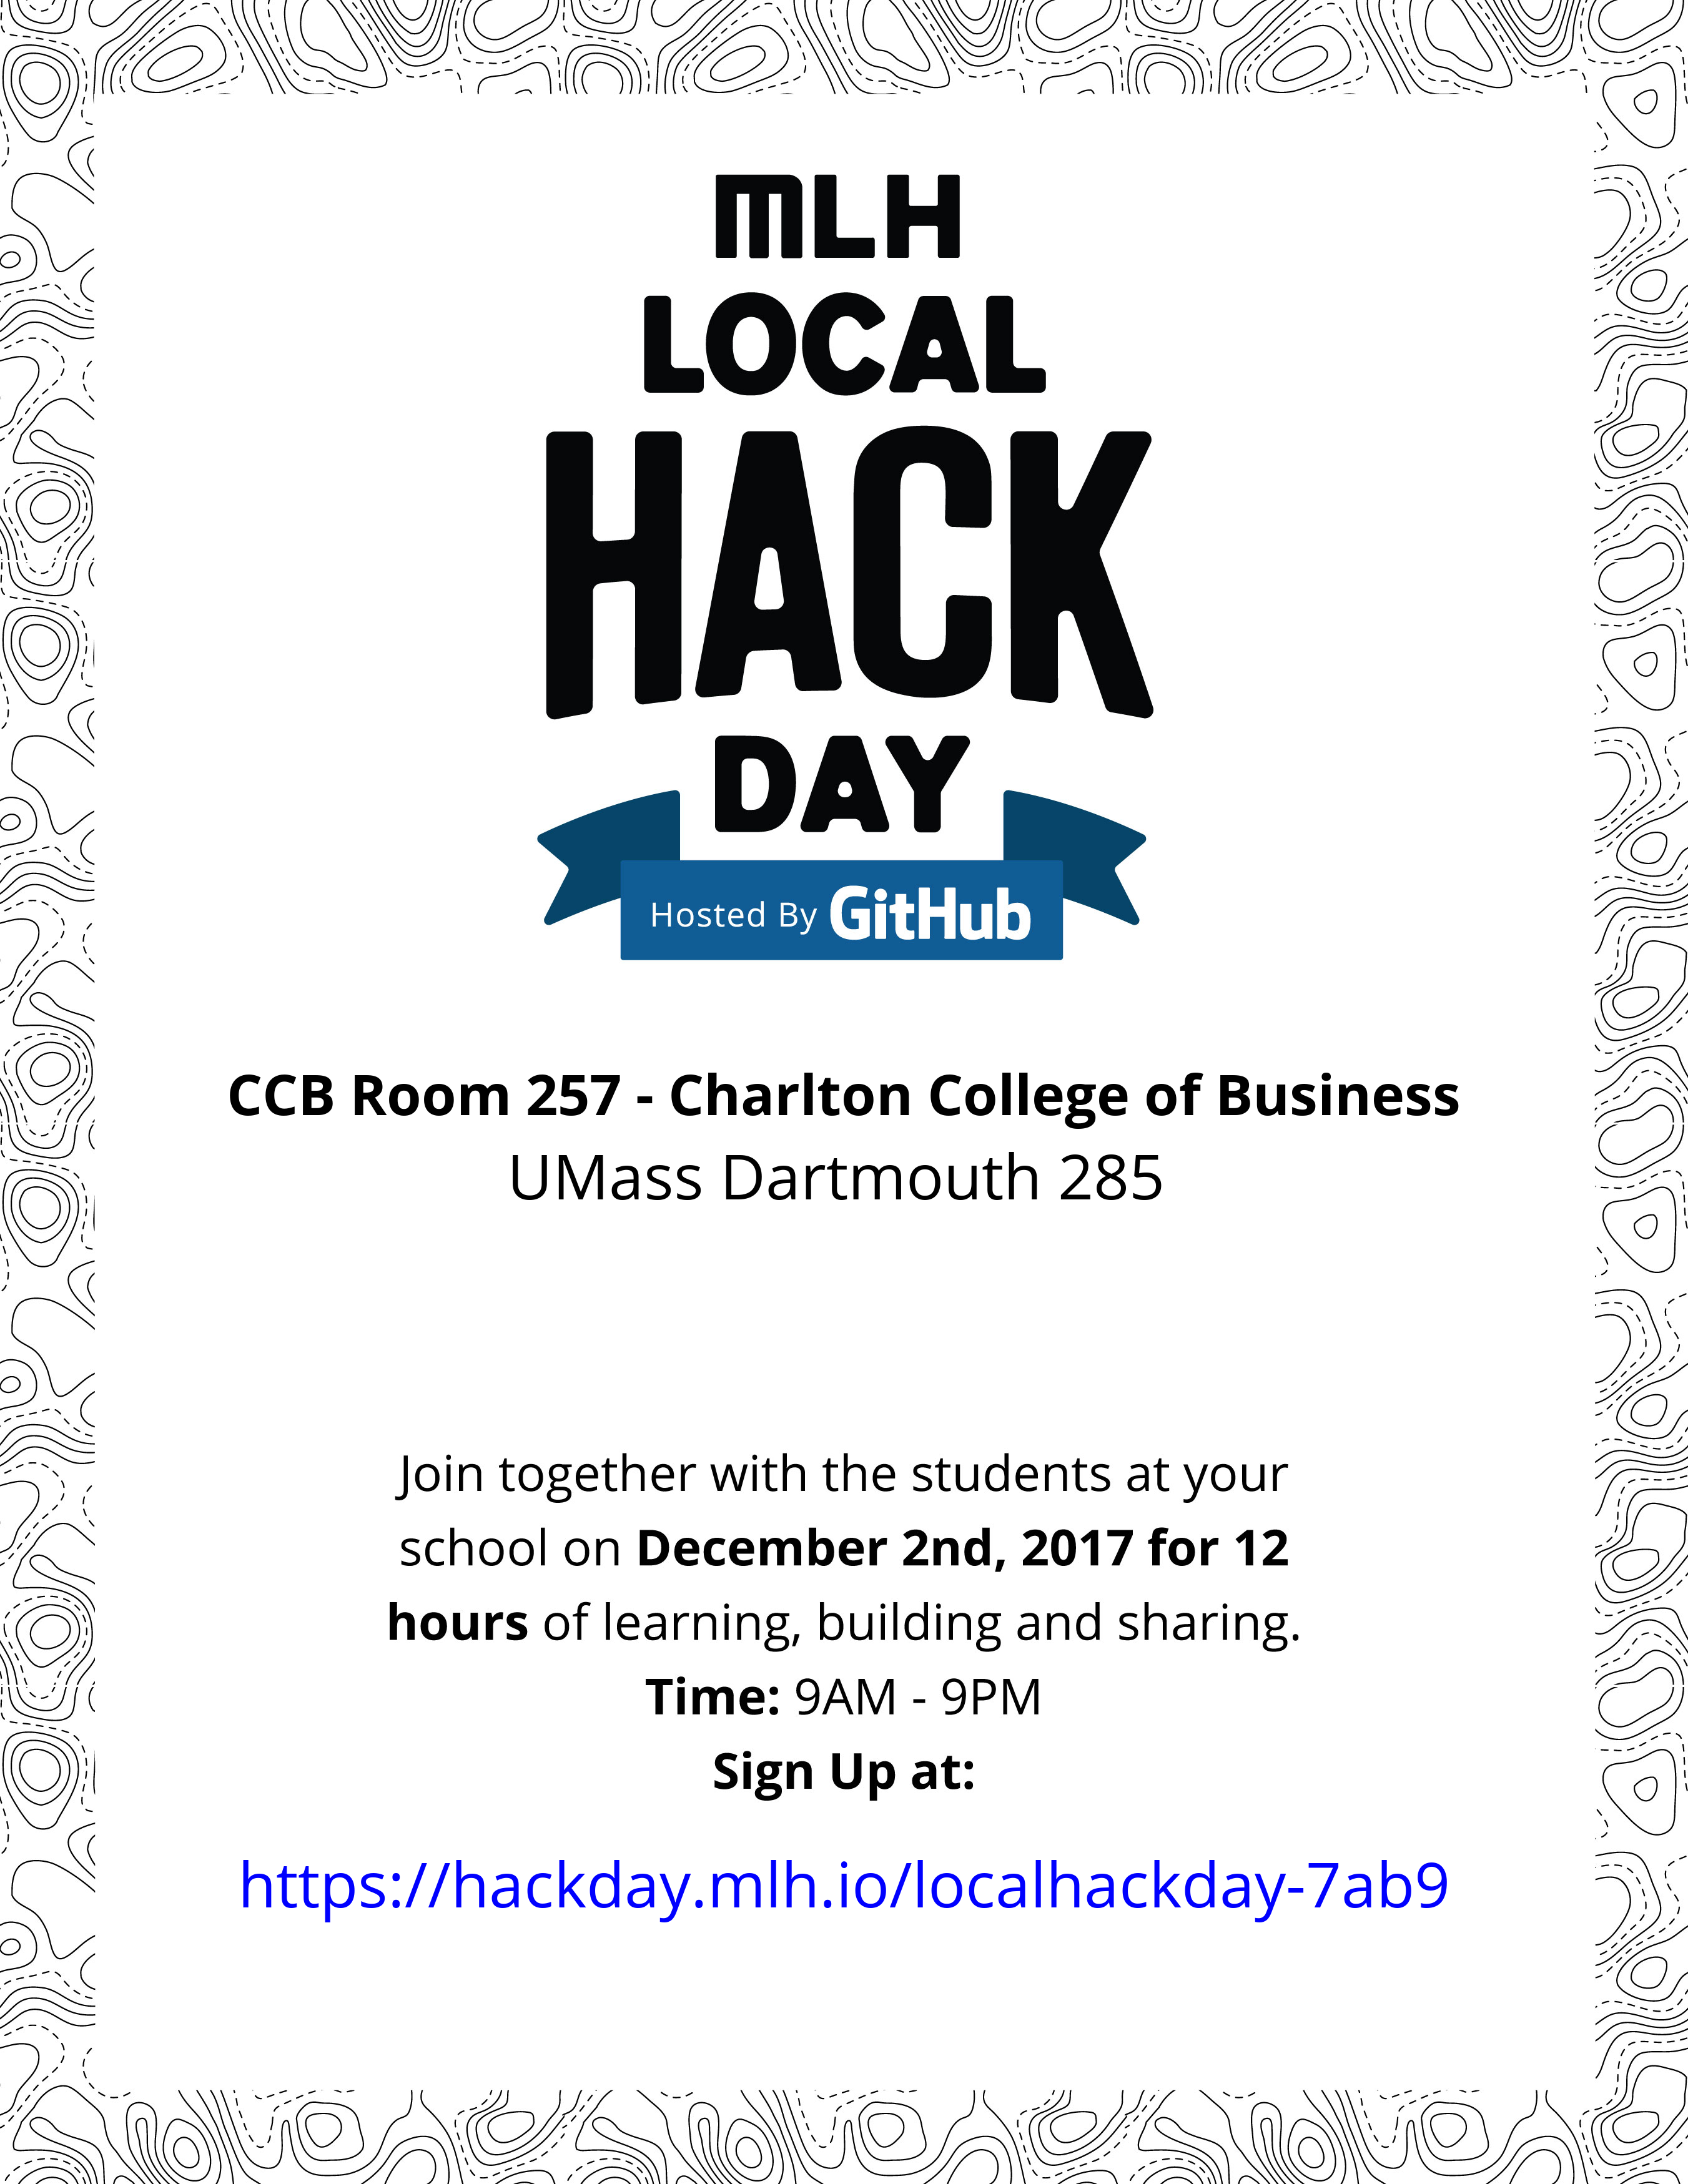 MLH
LOCAL
HACK
DAY
Hosted By GitHub
CCB Room 257 - Charlton College of Business
UMass Dartmouth 285
Join together with the students at your
school on December 2nd, 2017 for 12
hours of learning, building and sharing.
Time: 9AM - 9PM
Sign Up at:
https://hackday.mlh.io/localhackday-7ab9